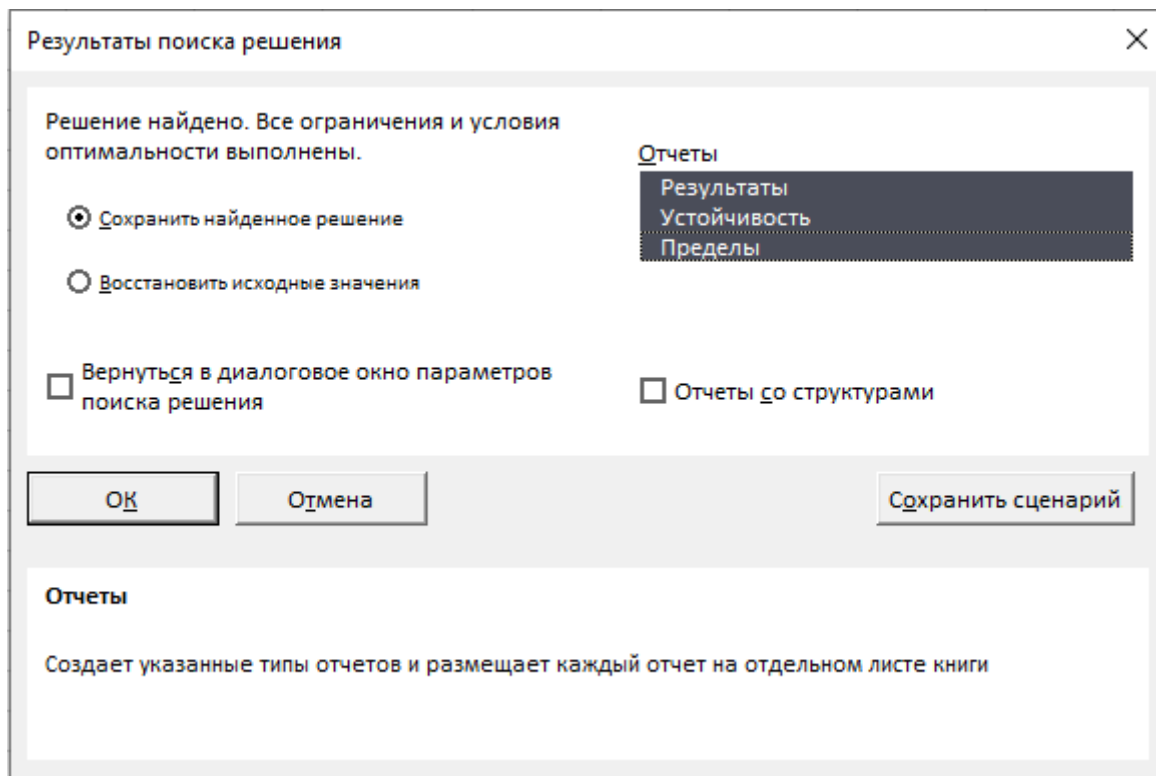 Результаты поиска решения
Решение найдено. Все ограничения и условия
оптимальности выполнены.
Сохранить найденное решение
Восстановить исходные значения
Вернуться в диалоговое окно параметров
поиска решения
Отчеты
Результаты
Устойчивость
Пределы
Отчеты со структурами
ОК
Отмена
Сохранить сценарий
Отчеты
Создает указанные типы отчетов и размещает каждый отчет на отдельном листе книги